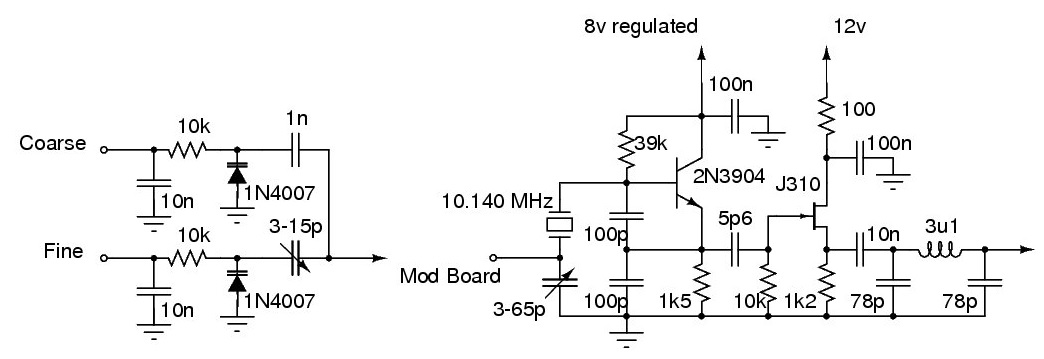 8v regulated
12v
100n
1n
10k
100
Coarse
39k
100n
2N3904
J310
1N4007
10n
10.140 MHz
3-15p
5p6
3u1
10k
100p
10n
Fine
Mod Board
1N4007
100p
1k5
10k
1k2
78p
78p
10n
3-65p